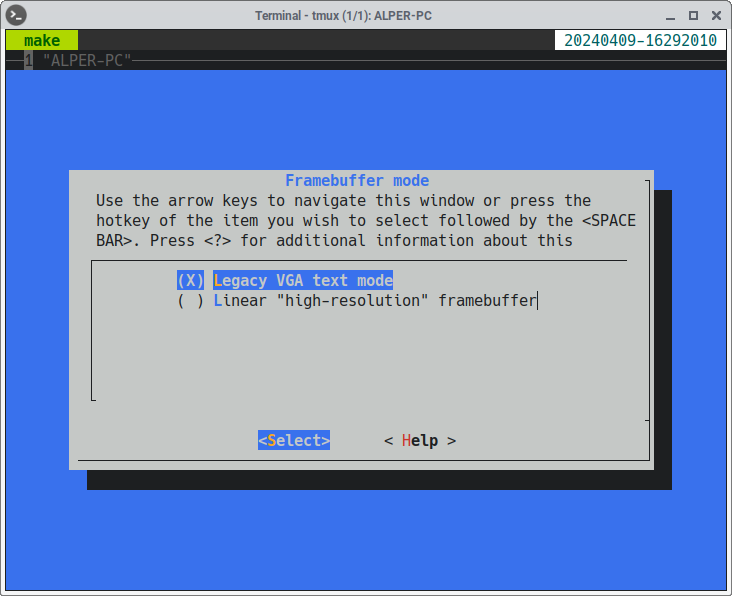 Terminal - tmux (1/1): ALPER-PC
make 20240409-16292010
1 "ALPER-PC"
Framebuffer mode
Use the arrow keys to navigate this window or press the
hotkey of the item you wish to select followed by the <SPACE
BAR>. Press <?> for additional information about this
(X) Legacy VGA text mode
( ) Linear "high-resolution" framebuffer
<Select> < Help >